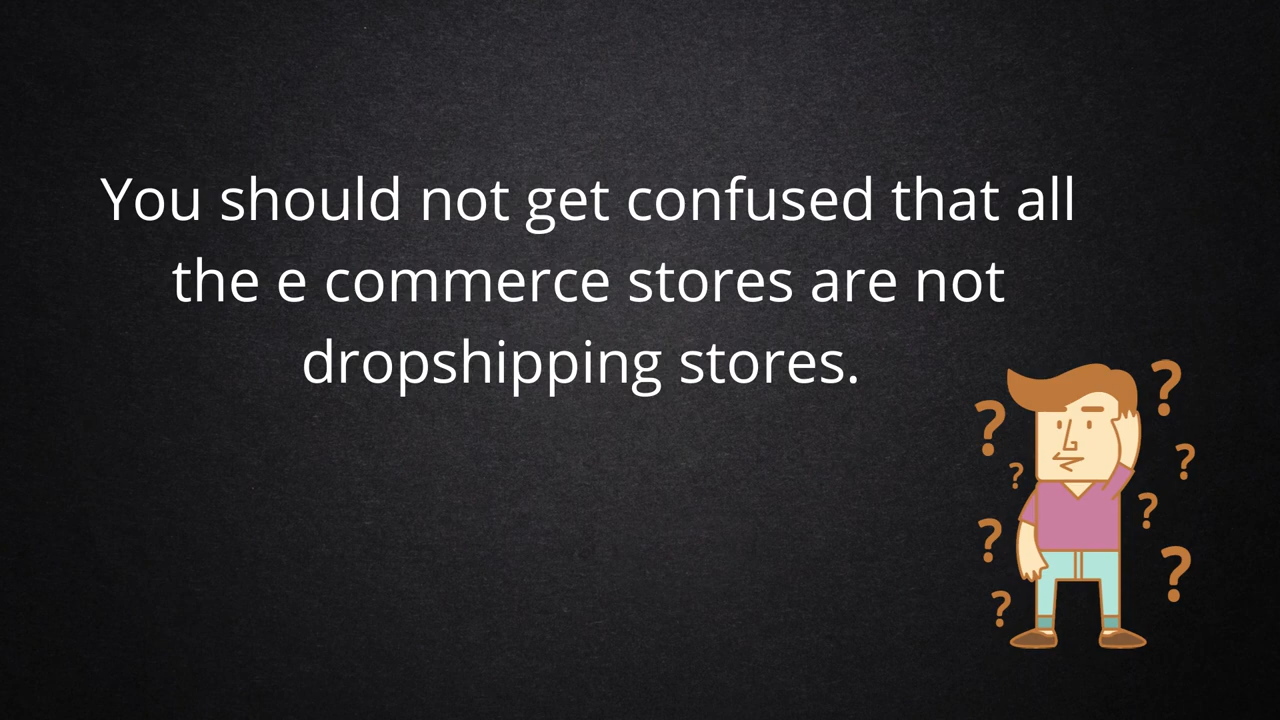 You should not get confused that all
the e commerce stores are not
dropshipping stores.
? ?
? ?
?
? ?
?